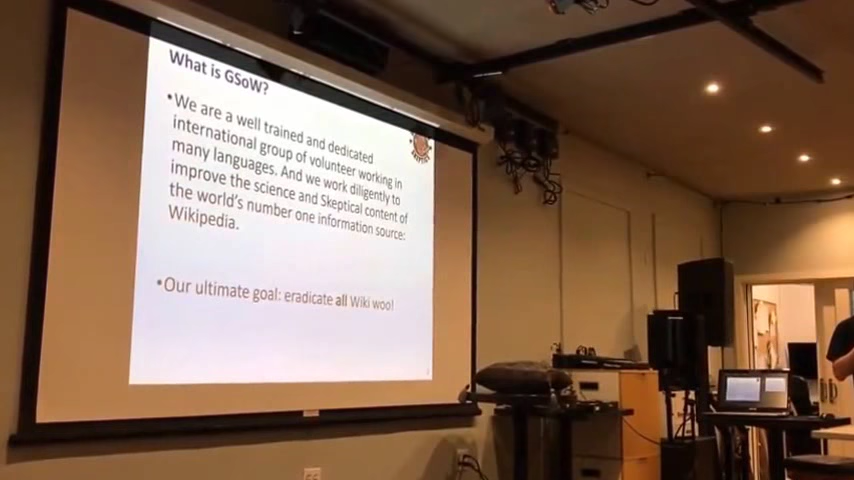 What is GSoW?
•We are a well trained and dedicated
international group of volunteer working in
many languages. And we work diligently to
improve the science and Skeptical content of
the world's number one information source:
Wikipedia.
•Our ultimate goal: eradicate all Wiki woo!